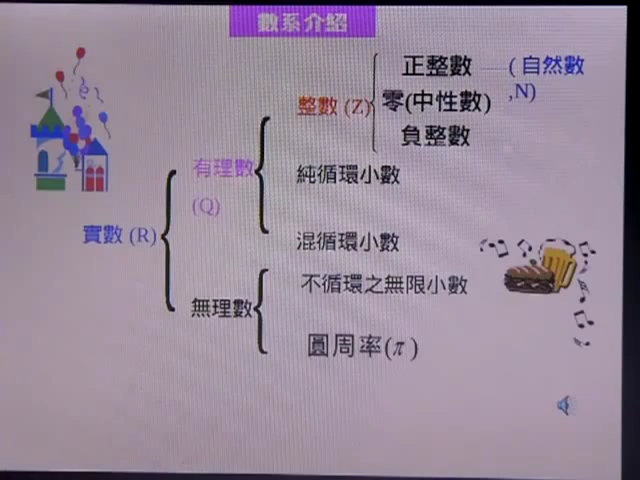 數系介紹
正整數 (自然數
,N)
整數 (Z)
零(中性數)
負整數
有理數
(Q)
純循環小數
實數 (R)
混循環小數
不循環之無限小數
無理數
圓周率(π)